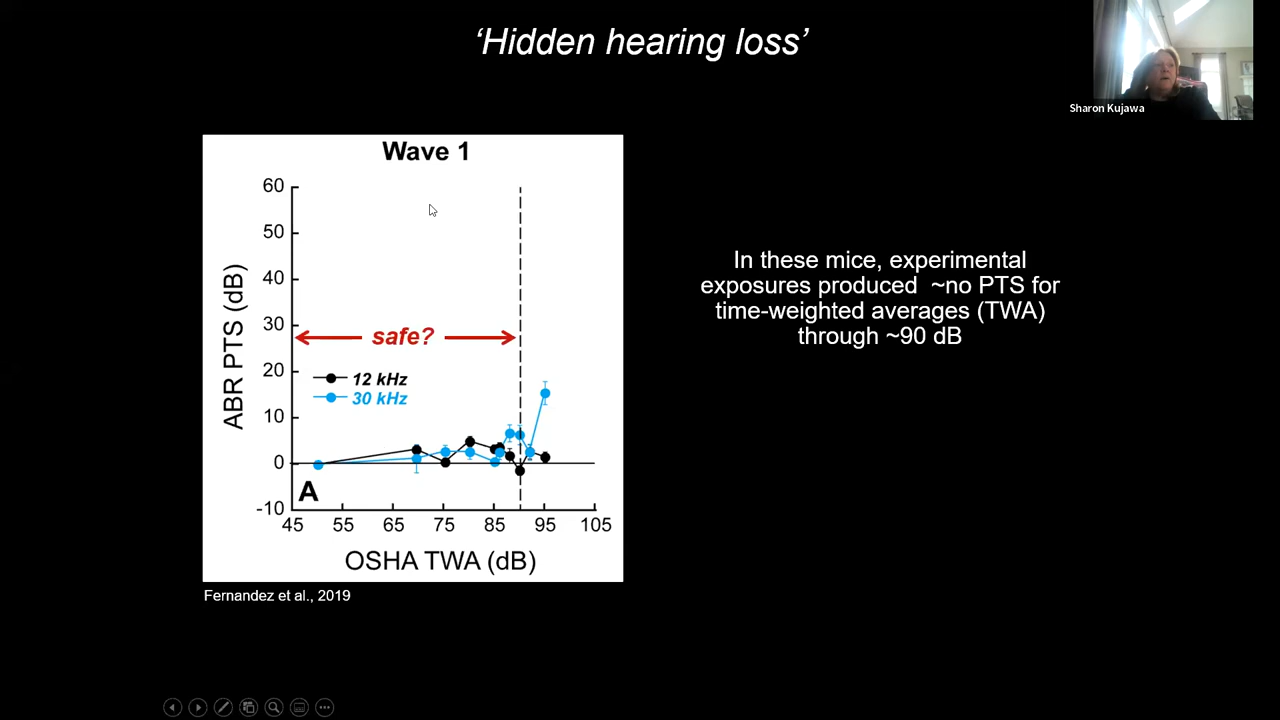 ‘Hidden hearing loss’
Sharon Kujawa
Wave 1
60
50
40
30
20
10
0
-10
ABR PTS (dB)
safe?
12 kHz
30 kHz
A
45 55 65 75 85 95 105
OSHA TWA (dB)
Fernandez et al., 2019
In these mice, experimental
exposures produced ~no PTS for
time-weighted averages (TWA)
through ~90 dB